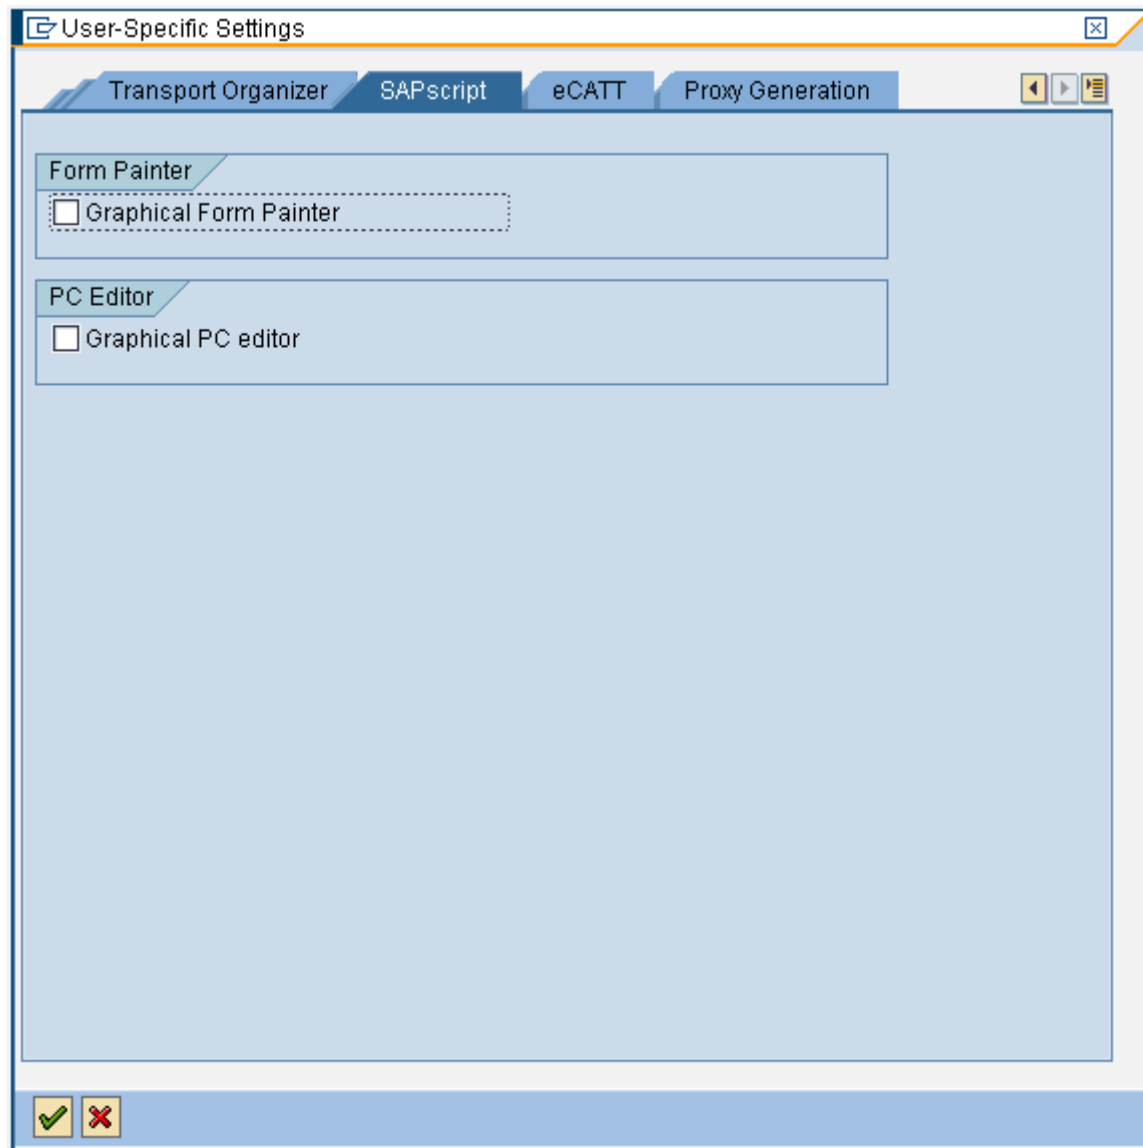 User-Specific Settings
Transport Organizer SAPscript eCATT Proxy Generation
Form Painter
Graphical Form Painter
PC Editor
Graphical PC editor